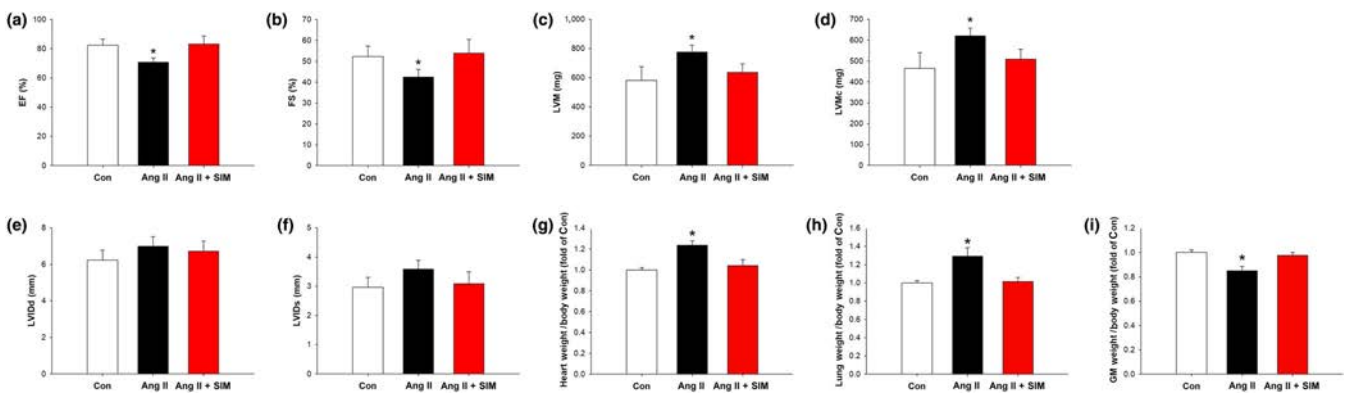 (a)
EF (%)
100
80
60
40
20
0
*
Con Ang II Ang II + SIM
(b)
FS (%)
70
60
50
40
30
20
10
0
*
Con Ang II Ang II + SIM
(c)
LVM (mg)
1,000
800
600
400
200
0
*
Con Ang II Ang II + SIM
(d)
LVMc (mg)
700
600
500
400
300
200
100
0
*
Con Ang II Ang II + SIM
(e)
LVIDd (mm)
8
6
4
2
0
Con Ang II Ang II + SIM
(f)
LVIDs (mm)
5
4
3
2
1
0
Con Ang II Ang II + SIM
(g)
Heart weight/body weight (fold of Con)
1.4
1.2
1.0
0.8
0.6
0.4
0.2
0.0
*
Con Ang II Ang II + SIM
(h)
Lung weight/body weight (fold of Con)
1.6
1.4
1.2
1.0
0.8
0.6
0.4
0.2
0.0
*
Con Ang II Ang II + SIM
(i)
GM weight/body weight (fold of Con)
1.2
1.0
0.8
0.6
0.4
0.2
0.0
*
Con Ang II Ang II + SIM